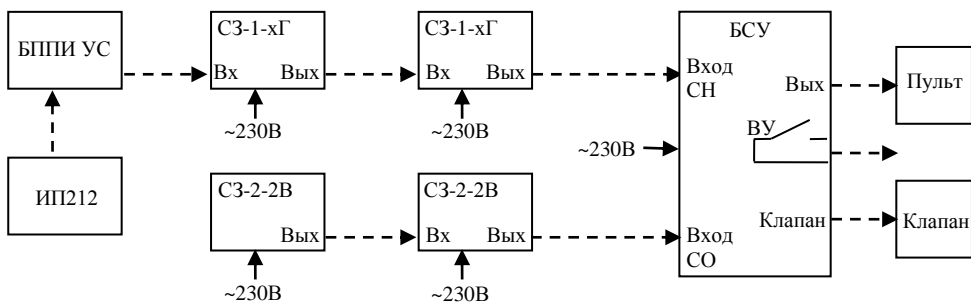 БППИ УС
ИП212
СЗ-1-хГ
Вх Вых
~230В
СЗ-1-хГ
Вх Вых
~230В
СЗ-2-2В
Вых
~230В
СЗ-2-2В
Вх Вых
~230В
БСУ
Вход
СН
Вых
ВУ
~230В
Клапан
Вход
СО
Пульт
Клапан